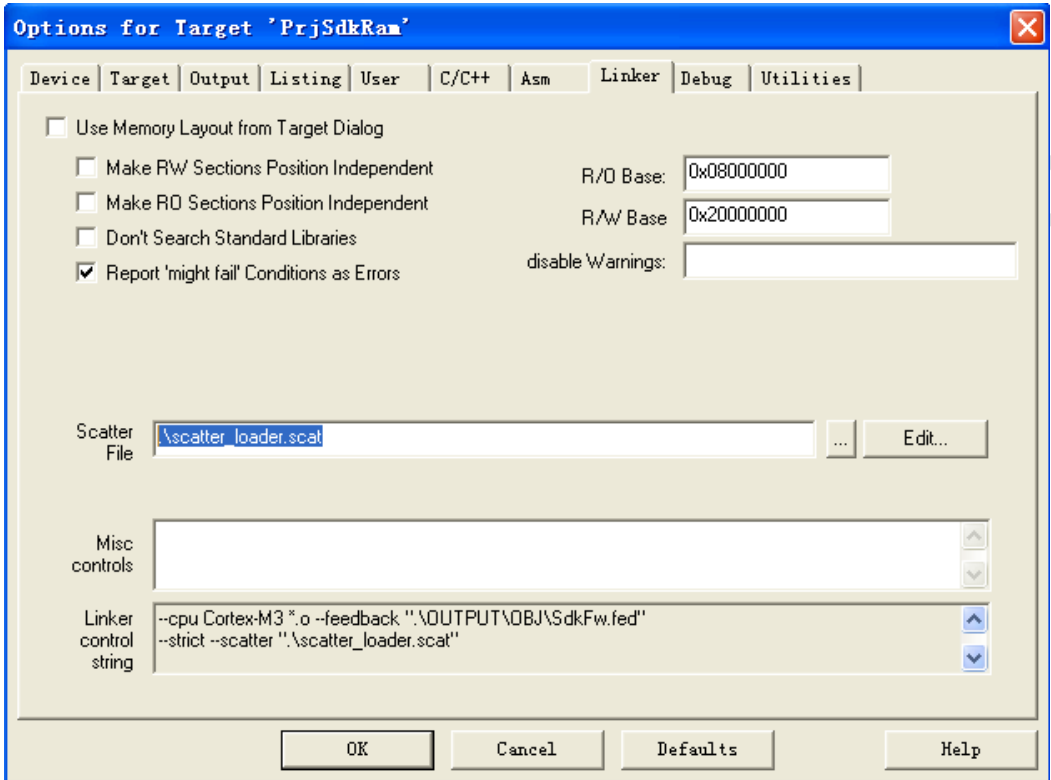 Options for Target 'PrjSdkRam'
Device Target Output Listing User C/C++ Asm Linker Debug Utilities
Use Memory Layout from Target Dialog
Make RW Sections Position Independent
Make RO Sections Position Independent
Don't Search Standard Libraries
Report 'might fail' Conditions as Errors
R/O Base: 0x08000000
R/W Base 0x20000000
disable Warnings:
Scatter
File
.\scatter_loader.scat
...
Edit...
Misc
controls
Linker
control
string
--cpu Cortex-M3 *.o --feedback ".\OUTPUT\OBJ\SdkFw.fed"
--strict --scatter ".\scatter_loader.scat"
OK Cancel Defaults Help